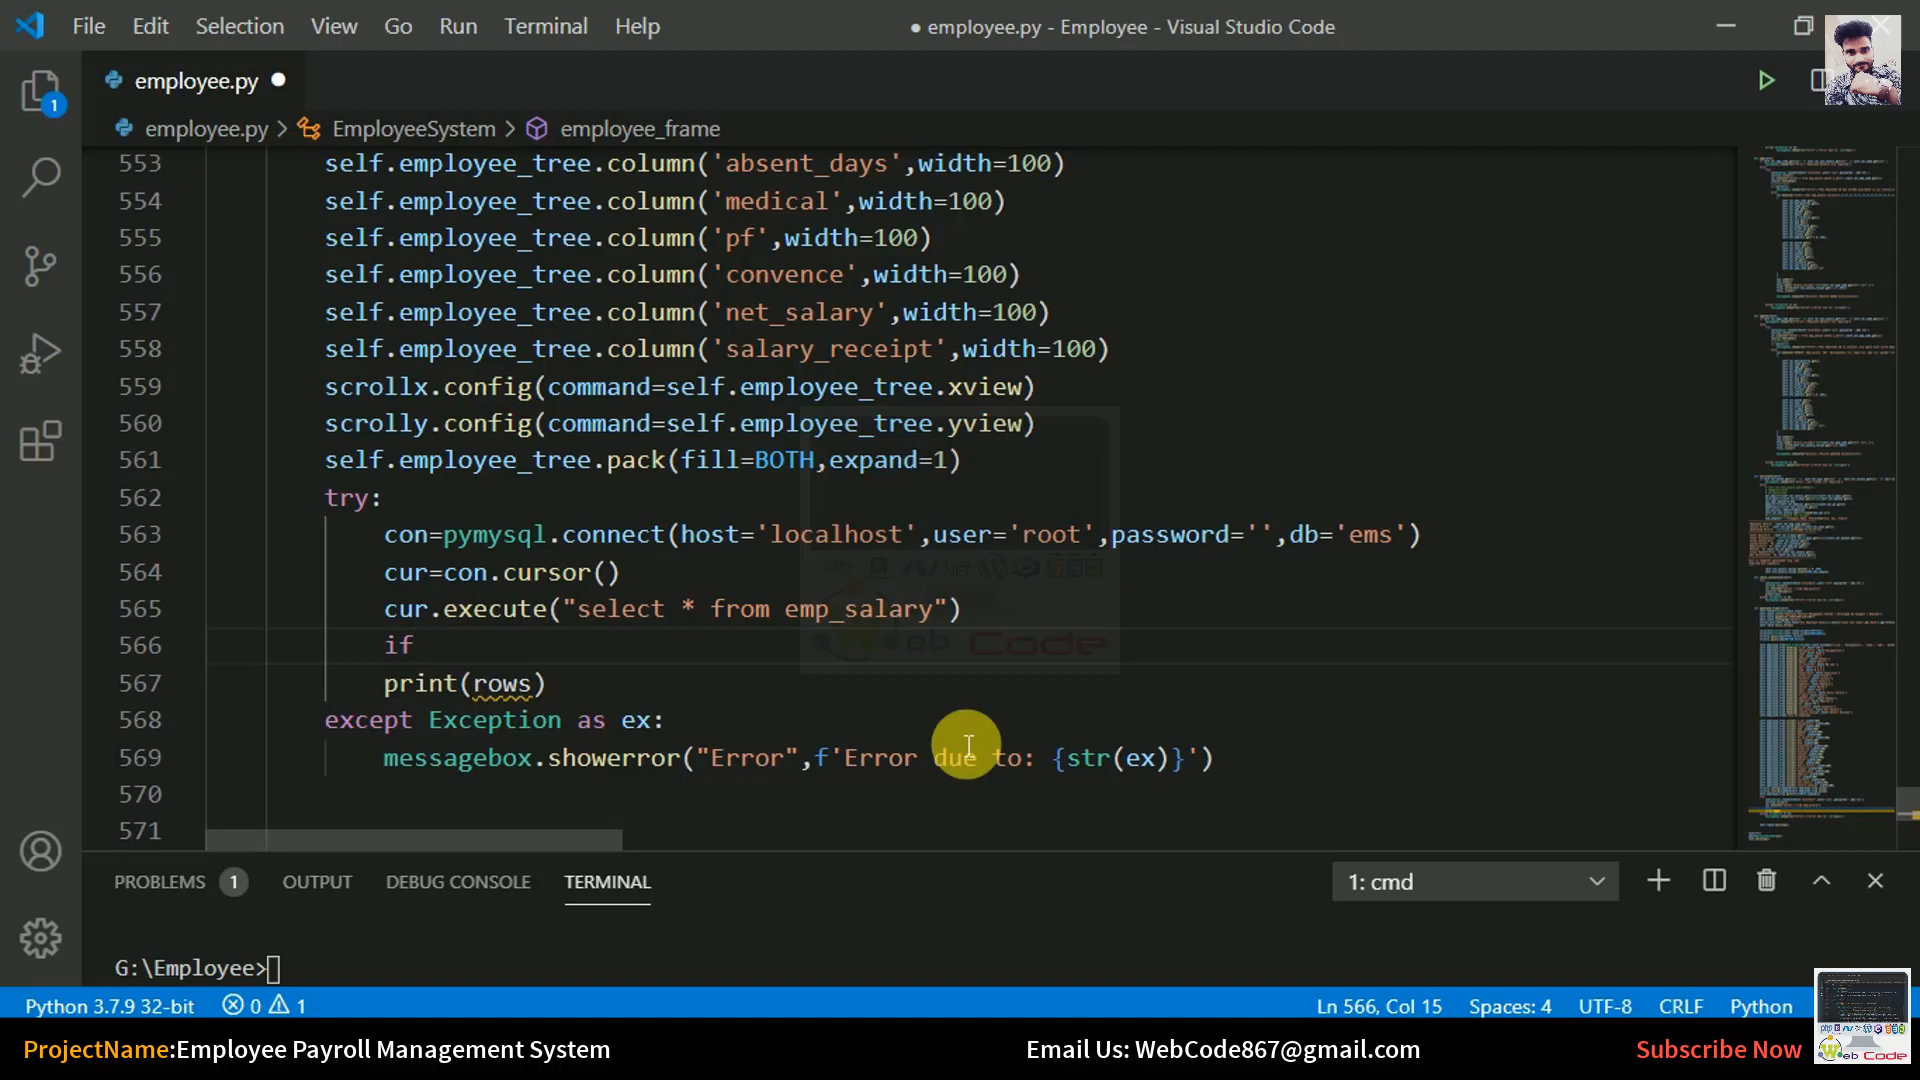 File Edit Selection View Go Run Terminal Help
● employee.py - Employee - Visual Studio Code
employee.py ●
employee.py > EmployeeSystem > employee_frame
1
553 self.employee_tree.column('absent_days',width=100)
554 self.employee_tree.column('medical',width=100)
555 self.employee_tree.column('pf',width=100)
556 self.employee_tree.column('convence',width=100)
557 self.employee_tree.column('net_salary',width=100)
558 self.employee_tree.column('salary_receipt',width=100)
559 scrollx.config(command=self.employee_tree.xview)
560 scrolly.config(command=self.employee_tree.yview)
561 self.employee_tree.pack(fill=BOTH,expand=1)
562 try:
563 con=pymysql.connect(host='localhost',user='root',password='',db='ems')
564 cur=con.cursor()
565 cur.execute("select * from emp_salary")
566 if
567 print(rows)
568 except Exception as ex:
569 messagebox.showerror("Error",f'Error due to: {str(ex)}')
570
571
eb Code
PROBLEMS 1 OUTPUT DEBUG CONSOLE TERMINAL
1: cmd
G:\Employee>
Python 3.7.9 32-bit 0 1
Ln 566, Col 15 Spaces: 4 UTF-8 CRLF Python
ProjectName:Employee Payroll Management System
Email Us: WebCode867@gmail.com
Subscribe Now
Web Code